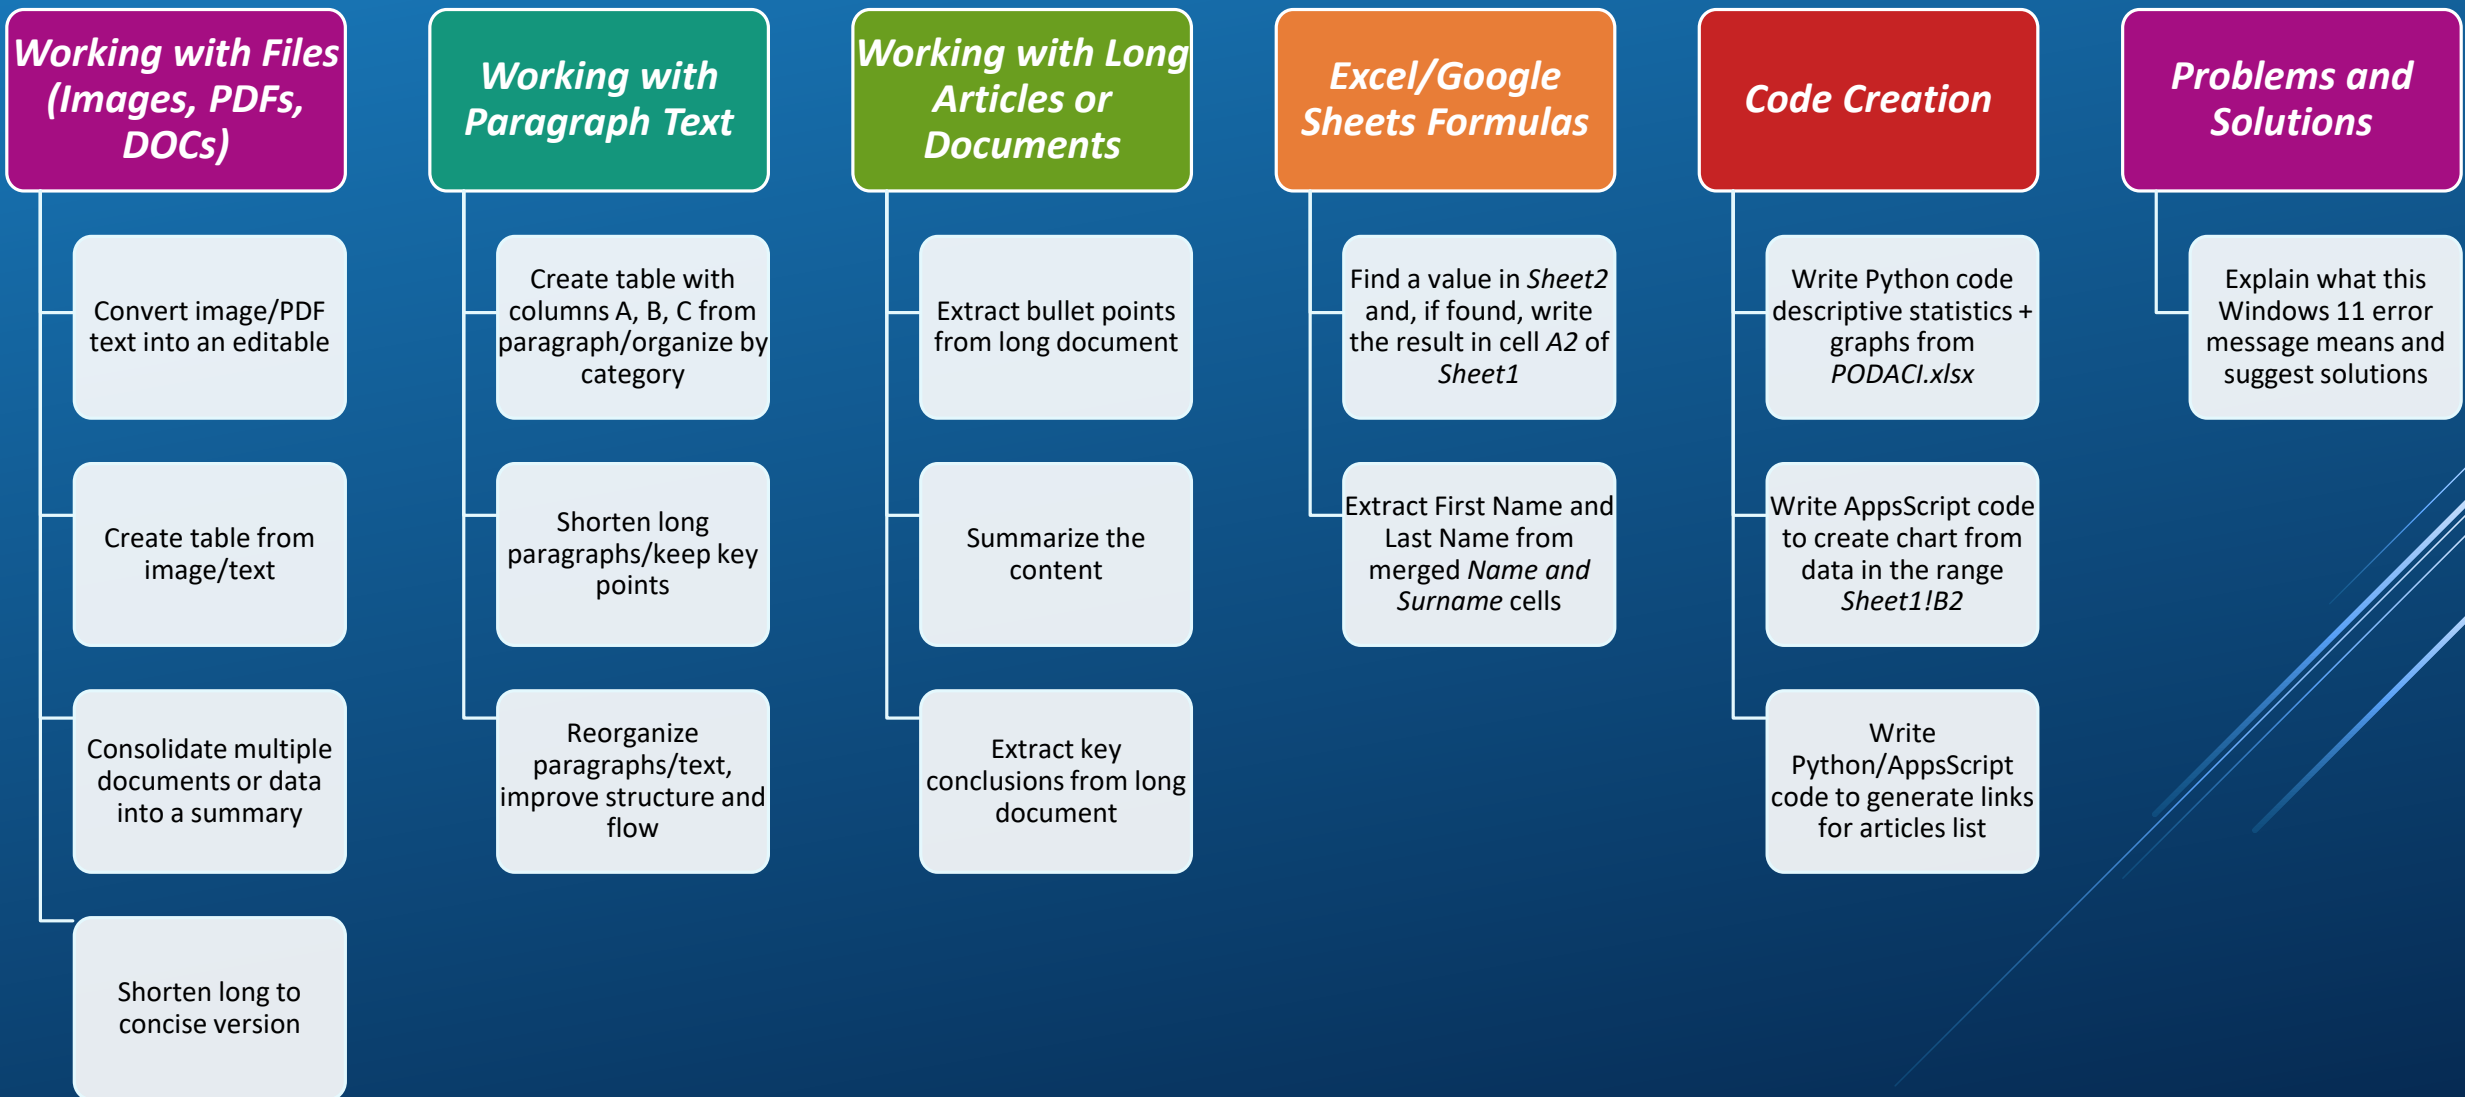 Working with Files
(Images, PDFs,
DOCs)
Convert image/PDF
text into an editable
Create table from
image/text
Consolidate multiple
documents or data
into a summary
Shorten long to
concise version
Working with
Paragraph Text
Create table with
columns A, B, C from
paragraph/organize by
category
Shorten long
paragraphs/keep key
points
Reorganize
paragraphs/text,
improve structure and
flow
Working with Long
Articles or
Documents
Extract bullet points
from long document
Summarize the
content
Extract key
conclusions from long
document
Excel/Google
Sheets Formulas
Find a value in Sheet2
and, if found, write
the result in cell A2 of
Sheet1
Extract First Name and
Last Name from
merged Name and
Surname cells
Code Creation
Write Python code
descriptive statistics +
graphs from
PODACI.xlsx
Write AppsScript code
to create chart from
data in the range
Sheet1!B2
Write
Python/AppsScript
code to generate links
for articles list
Problems and
Solutions
Explain what this
Windows 11 error
message means and
suggest solutions